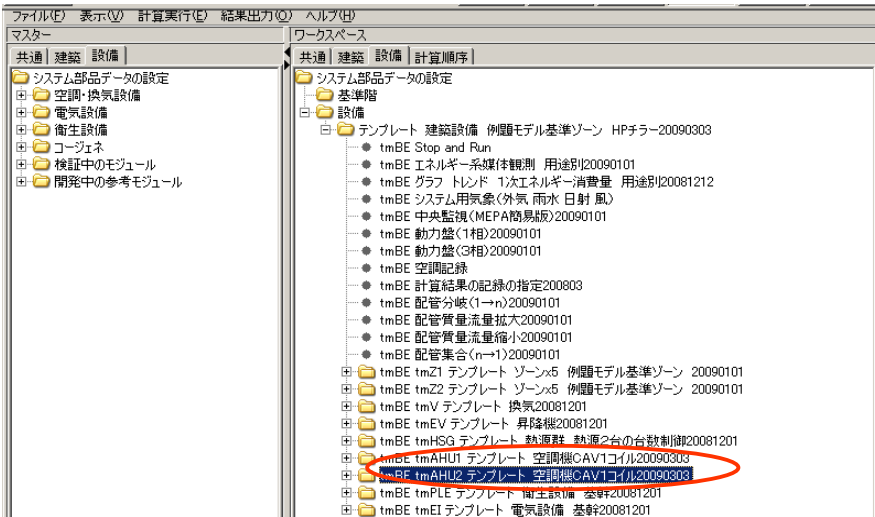 ファイル(F) 表示(V) 計算実行(E) 結果出力(O) ヘルプ(H)
マスター
共通 建築 設備
システム部品データの設定
空調・換気設備
電気設備
衛生設備
コージェネ
検証中のモジュール
開発中の参考モジュール
ワークスペース
共通 建築 設備 計算順序
システム部品データの設定
基準階
設備
テンプレート 建築設備 例題モデル基準ゾーン HPチラー20090303
tmBE Stop and Run
tmBE エネルギー系媒体観測 用途別20090101
tmBE グラフ トレンド 1次エネルギー消費量 用途別20081212
tmBE システム用気象(外気 雨水 日射 風)
tmBE 中央監視(MEPA簡易版)20090101
tmBE 動力盤(1相)20090101
tmBE 動力盤(3相)20090101
tmBE 空調記録
tmBE 計算結果の記録の指定200803
tmBE 配管分岐(1→n)20090101
tmBE 配管質量流量拡大20090101
tmBE 配管質量流量縮小20090101
tmBE 配管集合(n→1)20090101
tmBE tmZ1 テンプレート ゾーンx5 例題モデル基準ゾーン 20090101
tmBE tmZ2 テンプレート ゾーンx5 例題モデル基準ゾーン 20090101
tmBE tmV テンプレート 換気20081201
tmBE tmEV テンプレート 昇降機20081201
tmBE tmHSG テンプレート 熱源群 熱源2台の台数制御20081201
tmBE tmAHU1 テンプレート 空調機CAV1コイル20090303
tmBE tmAHU2 テンプレート 空調機CAV1コイル20090303
tmBE tmPLE テンプレート 衛生設備 基幹20081201
tmBE tmEI テンプレート 電気設備 基幹20081201